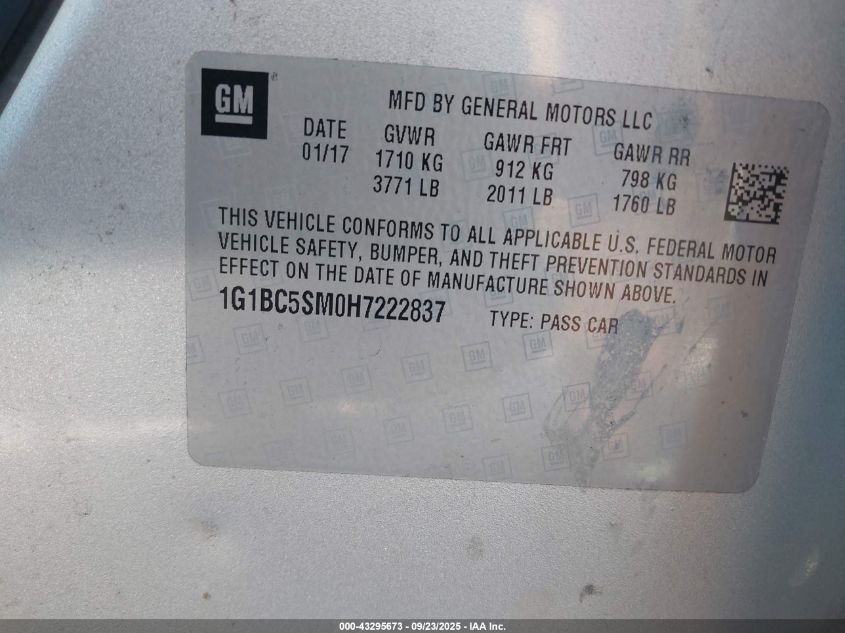 GM
MFD BY GENERAL MOTORS LLC
DATE GVWR GAWR FRT GAWR RR
01/17 1710 KG 912 KG 798 KG
3771 LB 2011 LB 1760 LB
THIS VEHICLE CONFORMS TO ALL APPLICABLE U.S. FEDERAL MOTOR
VEHICLE SAFETY, BUMPER, AND THEFT PREVENTION STANDARDS IN
EFFECT ON THE DATE OF MANUFACTURE SHOWN ABOVE.
1G1BC5SM0H7222837 TYPE: PASS CAR
000-43295673 - 09/23/2025 - IAA Inc.